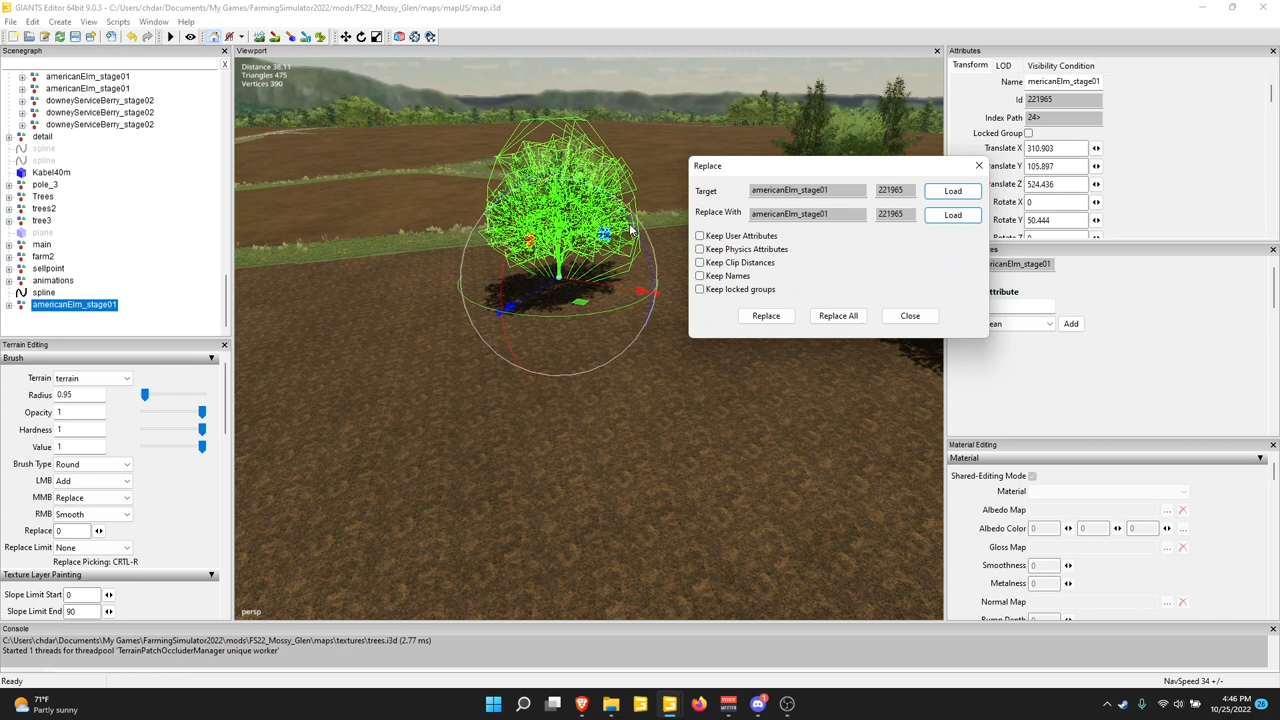 GIANTS Editor 64bit 9.0.3 - C:/Users/chdar/Documents/My Games/FarmingSimulator2022/mods/FS22_Mossy_Glen/maps/mapUS/map.i3d
File Edit Create View Scripts Window Help
Scenegraph
X
americanElm_stage01
americanElm_stage01
downeyServiceBerry_stage02
downeyServiceBerry_stage02
downeyServiceBerry_stage02
detail
spline
spline
Kabel40m
pole_3
Trees
trees2
tree3
plane
main
farm2
sellpoint
animations
spline
americanElm_stage01
Terrain Editing
Brush
Terrain terrain
Radius 0.95
Opacity 1
Hardness 1
Value 1
Brush Type Round
LMB Add
MMB Replace
RMB Smooth
Replace 0
Replace Limit None
Replace Picking: CRTL-R
Texture Layer Painting
Slope Limit Start 0
Slope Limit End 90
Viewport
Distance 38.11
Triangles 475
Vertices 390
persp
Replace
Target americanElm_stage01 221965 Load
Replace With americanElm_stage01 221965 Load
Keep User Attributes
Keep Physics Attributes
Keep Clip Distances
Keep Names
Keep locked groups
Replace Replace All Close
Attributes
Transform LOD Visibility Condition
Name mericanElm_stage01
Id 221965
Index Path 24>
Locked Group
Translate X 310.903
Translate Y 105.897
Translate Z 524.436
Rotate X 0
Rotate Y 50.444
ributes
ricanElm_stage01
ttribute
ean Add
Material Editing
Material
Shared-Editing Mode
Material
Albedo Map ...
Albedo Color 0 0 0 ...
Gloss Map ...
Smoothness 0
Metalness 0
Normal Map ...
Console
C:/Users/chdar/Documents/My Games/FarmingSimulator2022/mods/FS22_Mossy_Glen/maps/textures/trees.i3d (2.77 ms)
Started 1 threads for threadpool 'TerrainPatchOccluderManager unique worker'
Ready
NavSpeed 34 +/-
71°F
Partly sunny
4:46 PM
10/25/2022